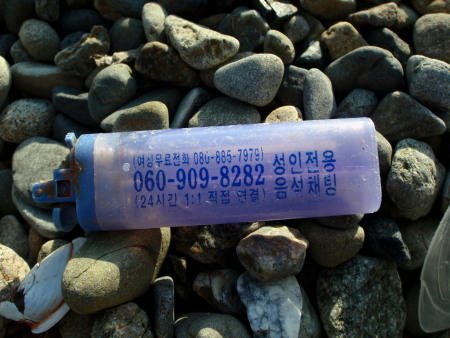 (여성무료전화 080-885-7979)
060-909-8282
(24시간 1:1 직접 연결)
성인전용
음성채팅